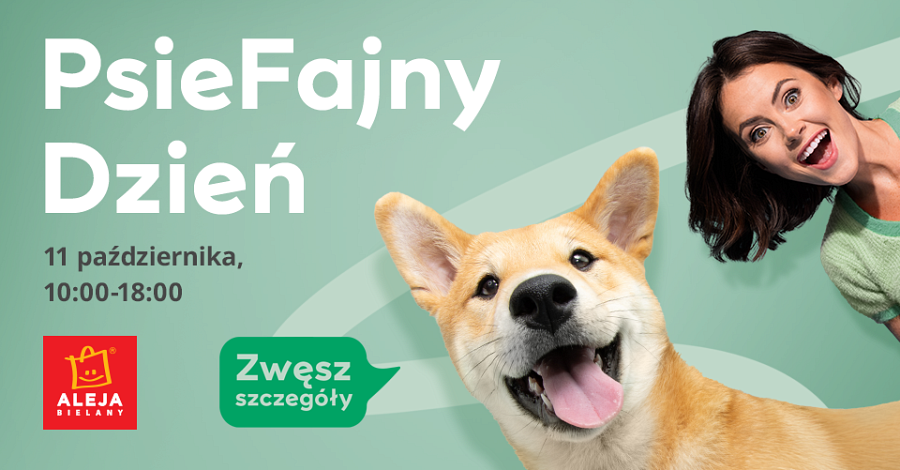 PsieFajny
Dzień
11 października,
10:00-18:00
®
ALEJA
BIELANY
Zwęsz
szczegóły